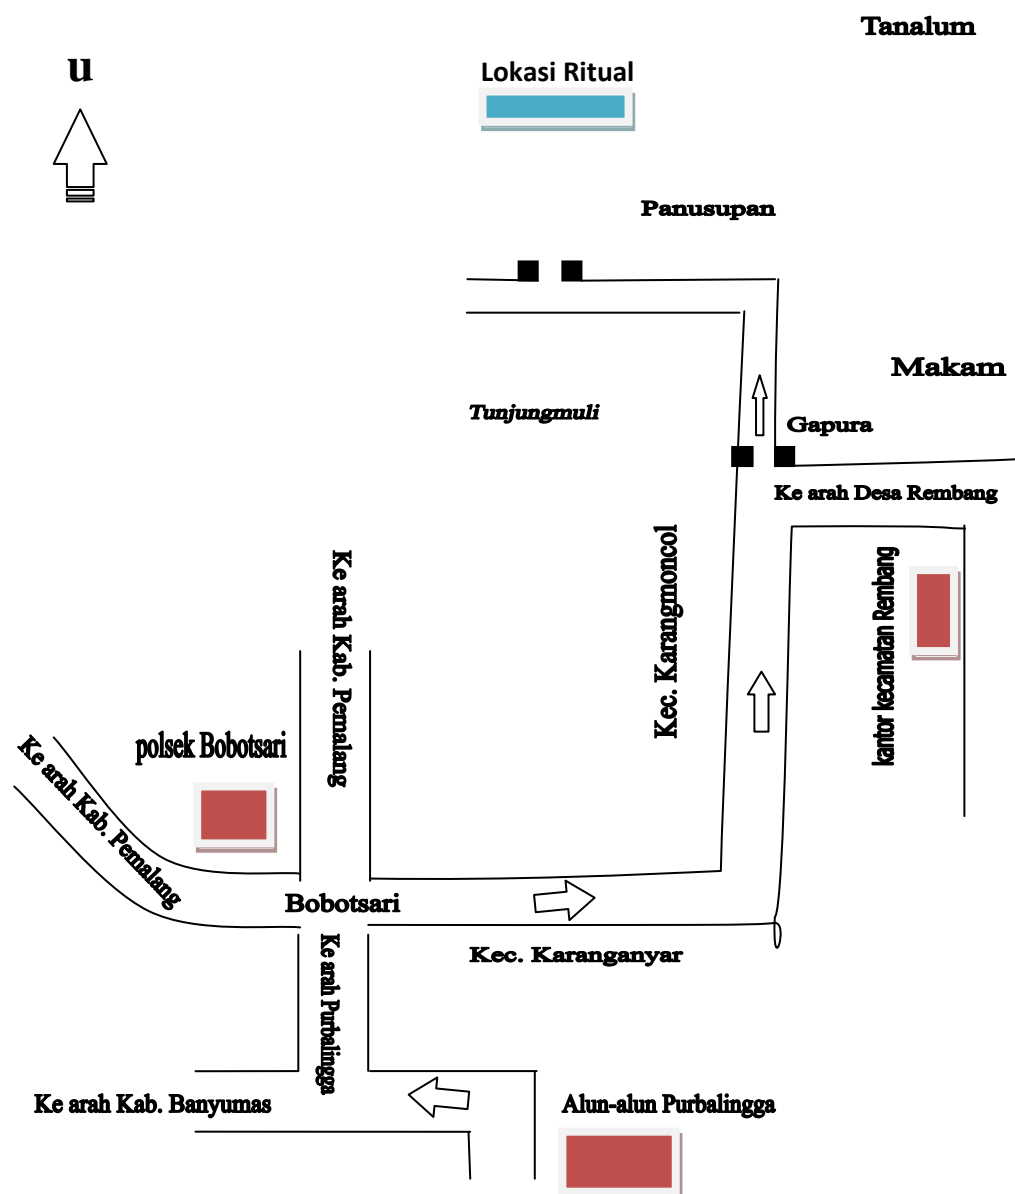 Tanalum
u
Lokasi Ritual
Panusupan
Makam
Tunjungmuli
Gapura
Ke arah Desa Rembang
Kec. Karangmoncol
kantor kecamatan Rembang
Ke arah Kab. Pemalang
polsek Bobotsari
Ke arah Kab. Pemalang
Bobotsari
Kec. Karanganyar
Ke arah Purbalingga
Ke arah Kab. Banyumas
Alun-alun Purbalingga